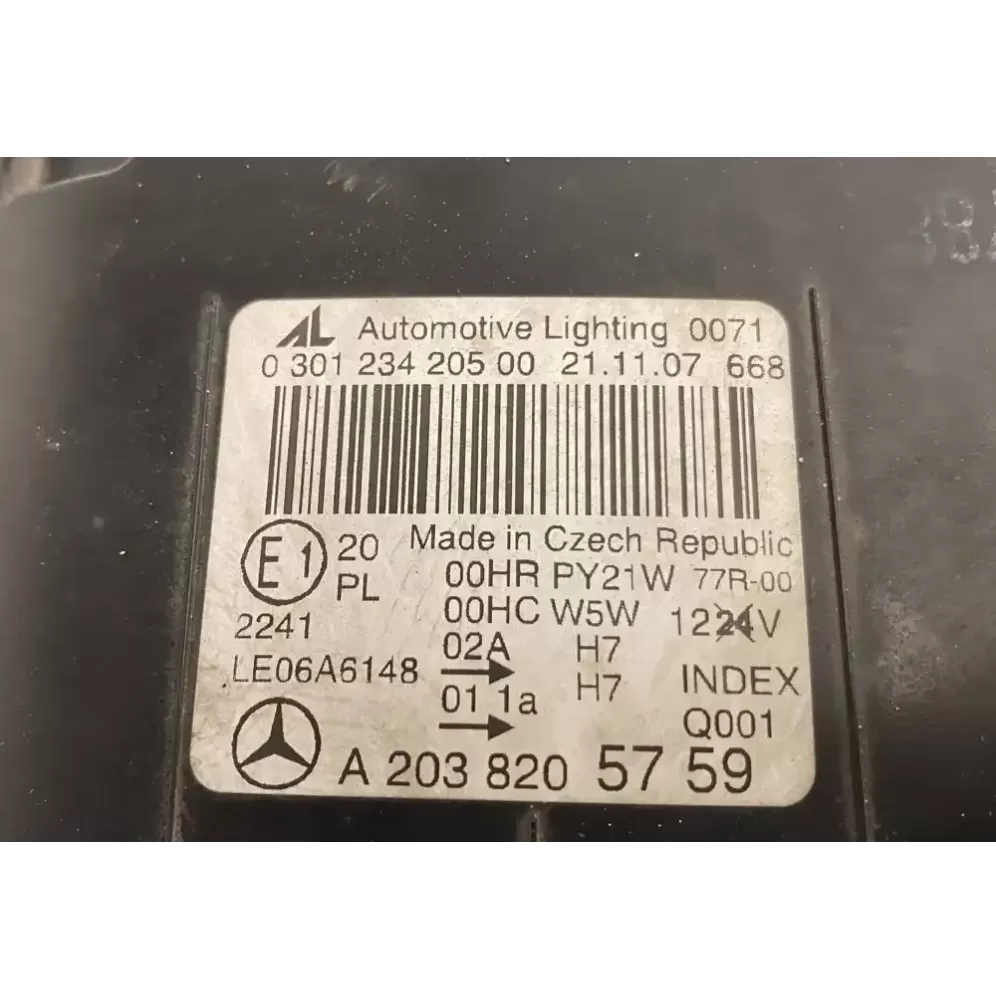 AL Automotive Lighting 0071
0 301 234 205 00 21.11.07 668
E1 20 Made in Czech Republic
PL 00HR PY21W 77R-00
2241 00HC W5W 1224V
02A H7
LE06A6148 01 1a H7 INDEX
Q001
A 203 820 57 59